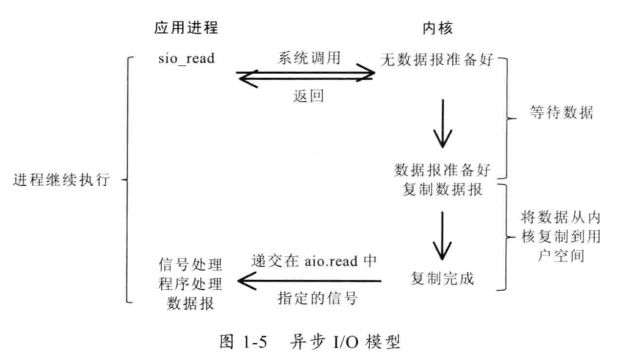 应用进程
内核
sio_read
系统调用
无数据报准备好
返回
等待数据
进程继续执行
数据报准备好
复制数据报
将数据从内
核复制到用
户空间
信号处理
程序处理
数据报
递交在 aio.read 中
指定的信号
复制完成
图 1-5 异步 I/O 模型